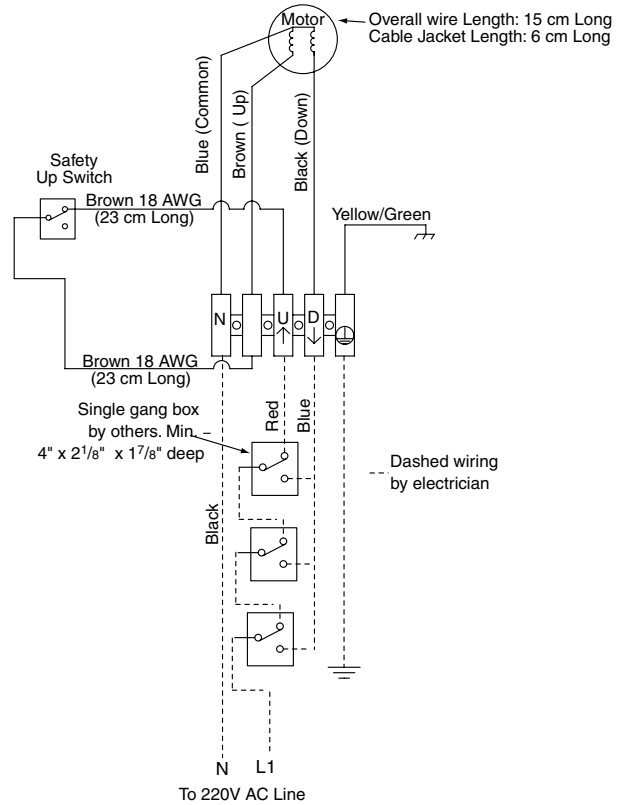 Motor
Overall wire Length: 15 cm Long
Cable Jacket Length: 6 cm Long
Blue (Common)
Brown ( Up)
Black (Down)
Safety
Up Switch
Brown 18 AWG
(23 cm Long)
Yellow/Green
N
U
D
Brown 18 AWG
(23 cm Long)
Single gang box
by others. Min. –
4" x 2 1/8" x 1 7/8" deep
Red
Blue
Dashed wiring
by electrician
Black
N
L1
To 220V AC Line